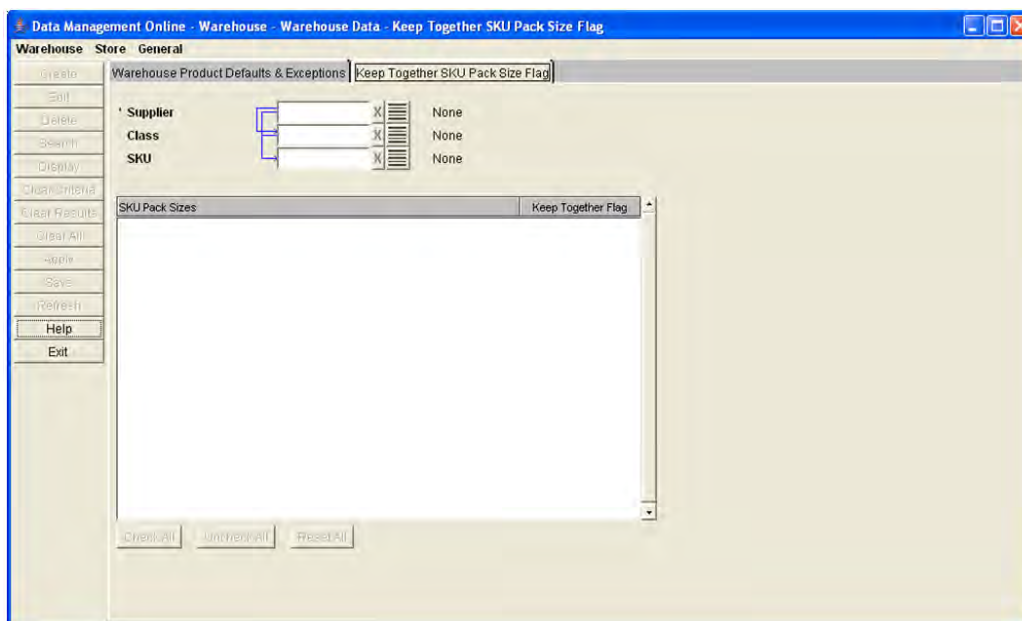 Data Management Online - Warehouse - Warehouse Data - Keep Together SKU Pack Size Flag
Warehouse Store General
Create
Edit
Delete
Search
Display
Clear Criteria
Clear Results
Clear All
Apply
Save
Refresh
Help
Exit
Warehouse Product Defaults & Exceptions Keep Together SKU Pack Size Flag
* Supplier X None
Class X None
SKU X None
SKU Pack Sizes Keep Together Flag
Check All Uncheck All Reset All